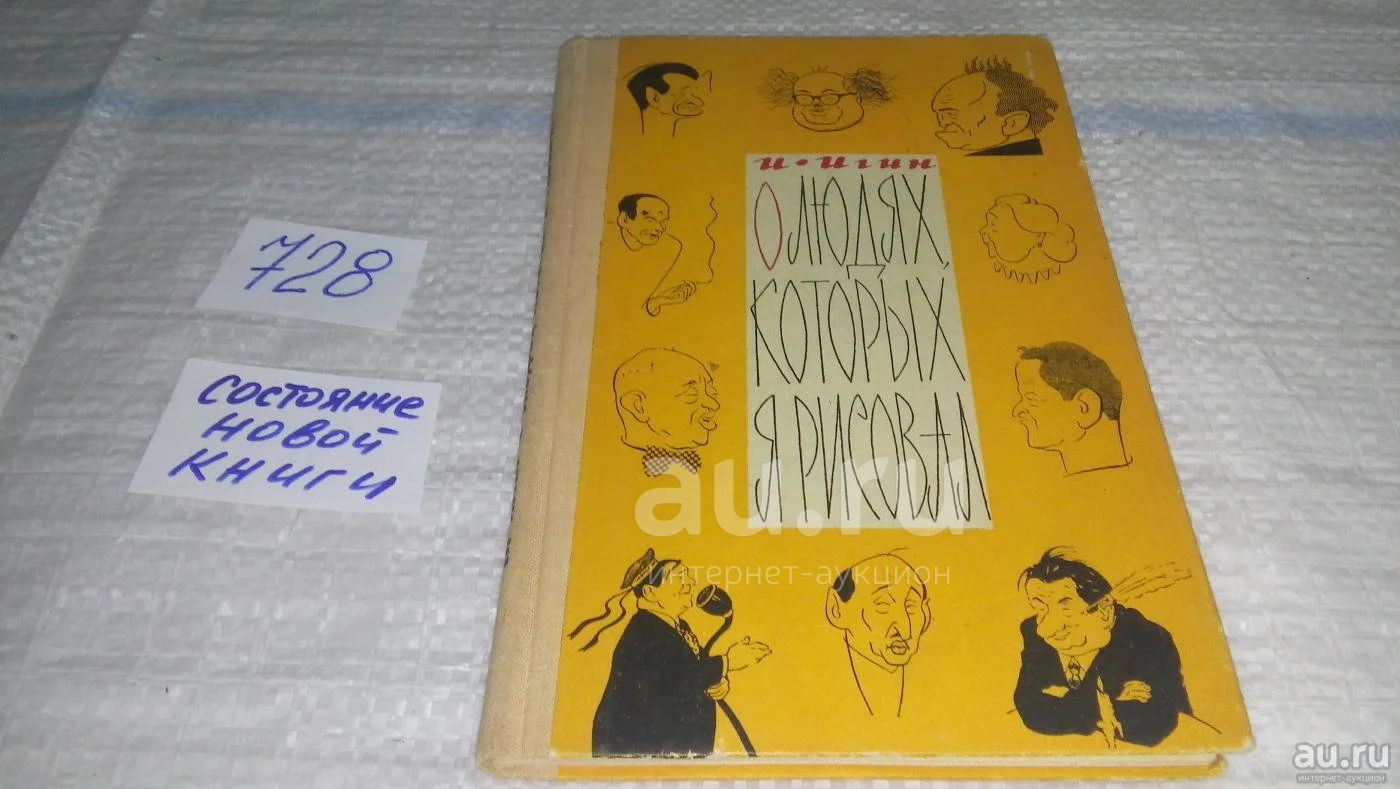 728
состояние
новой
книги
И. Игин
О ЛЮДЯХ,
КОТОРЫХ
Я РИСОВАЛ
au.ru
интернет-аукцион
au.ru
интернет-аукцион